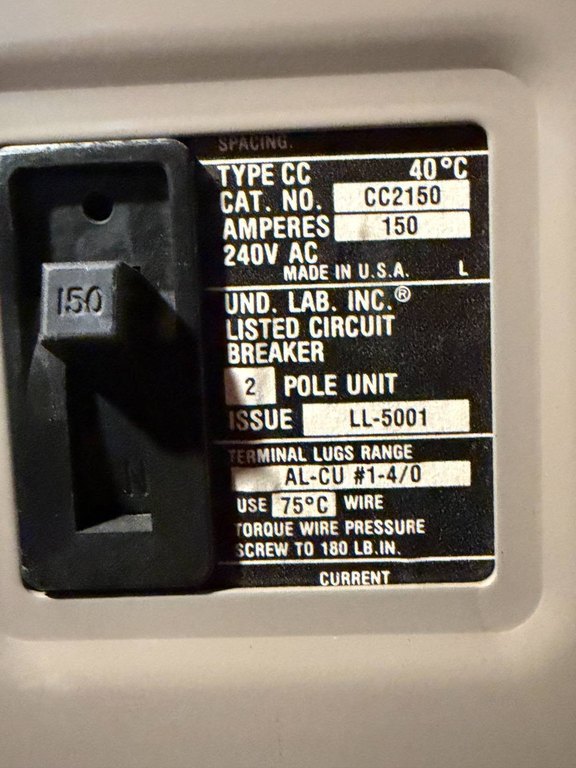 SPACING.
TYPE CC 40°C
CAT. NO. CC2150
AMPERES 150
240V AC
MADE IN U.S.A. L
150
UND. LAB. INC.®
LISTED CIRCUIT
BREAKER
2 POLE UNIT
ISSUE LL-5001
TERMINAL LUGS RANGE
AL-CU #1-4/0
USE 75°C WIRE
TORQUE WIRE PRESSURE
SCREW TO 180 LB.IN.
CURRENT